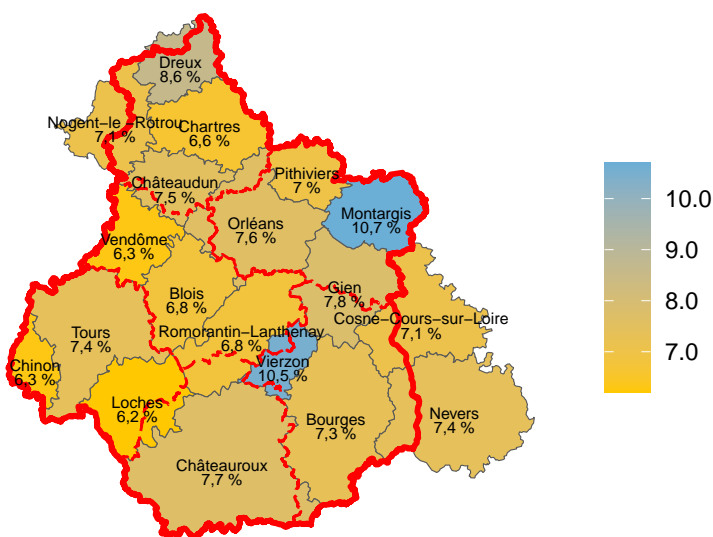 Dreux
8,6 %
Nogent−le −Rotrou
7,1 %
Chartres
6,6 %
Châteaudun
7,5 %
Pithiviers
7 %
Montargis
10,7 %
Orléans
7,6 %
Vendôme
6,3 %
Blois
6,8 %
Gien
7,8 %
Cosne−Cours−sur−Loire
7,1 %
Romorantin−Lanthenay
6,8 %
Tours
7,4 %
Chinon
6,3 %
Vierzon
10,5 %
Loches
6,2 %
Bourges
7,3 %
Nevers
7,4 %
Châteauroux
7,7 %
10.0
9.0
8.0
7.0